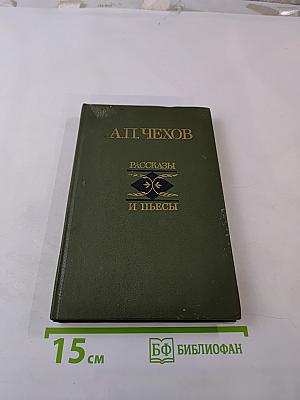 А.П. ЧЕХОВ
РАССКАЗЫ
И ПЬЕСЫ
15 см
БФ БИБЛИОФАН